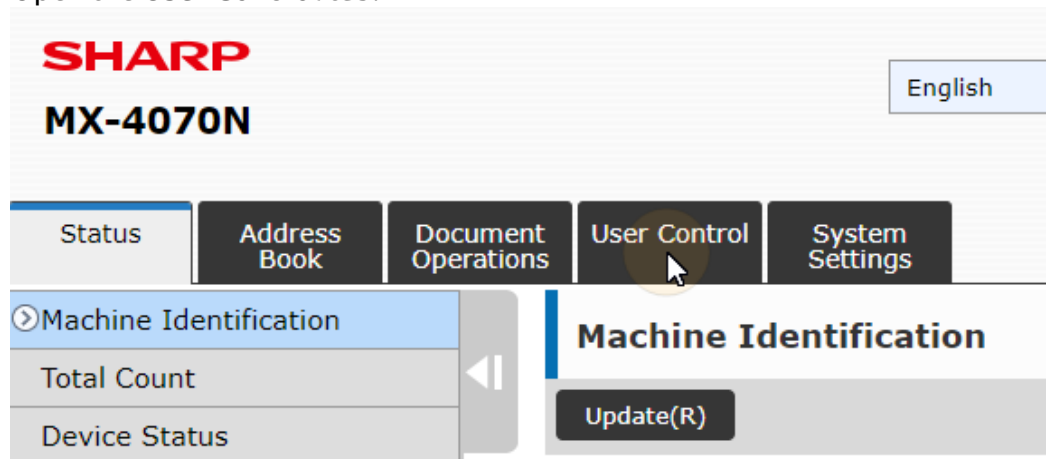 SHARP
English
MX-4070N
Status
Address
Book
Document
Operations
User Control
System
Settings
Machine Identification
Total Count
Device Status
Machine Identification
Update(R)